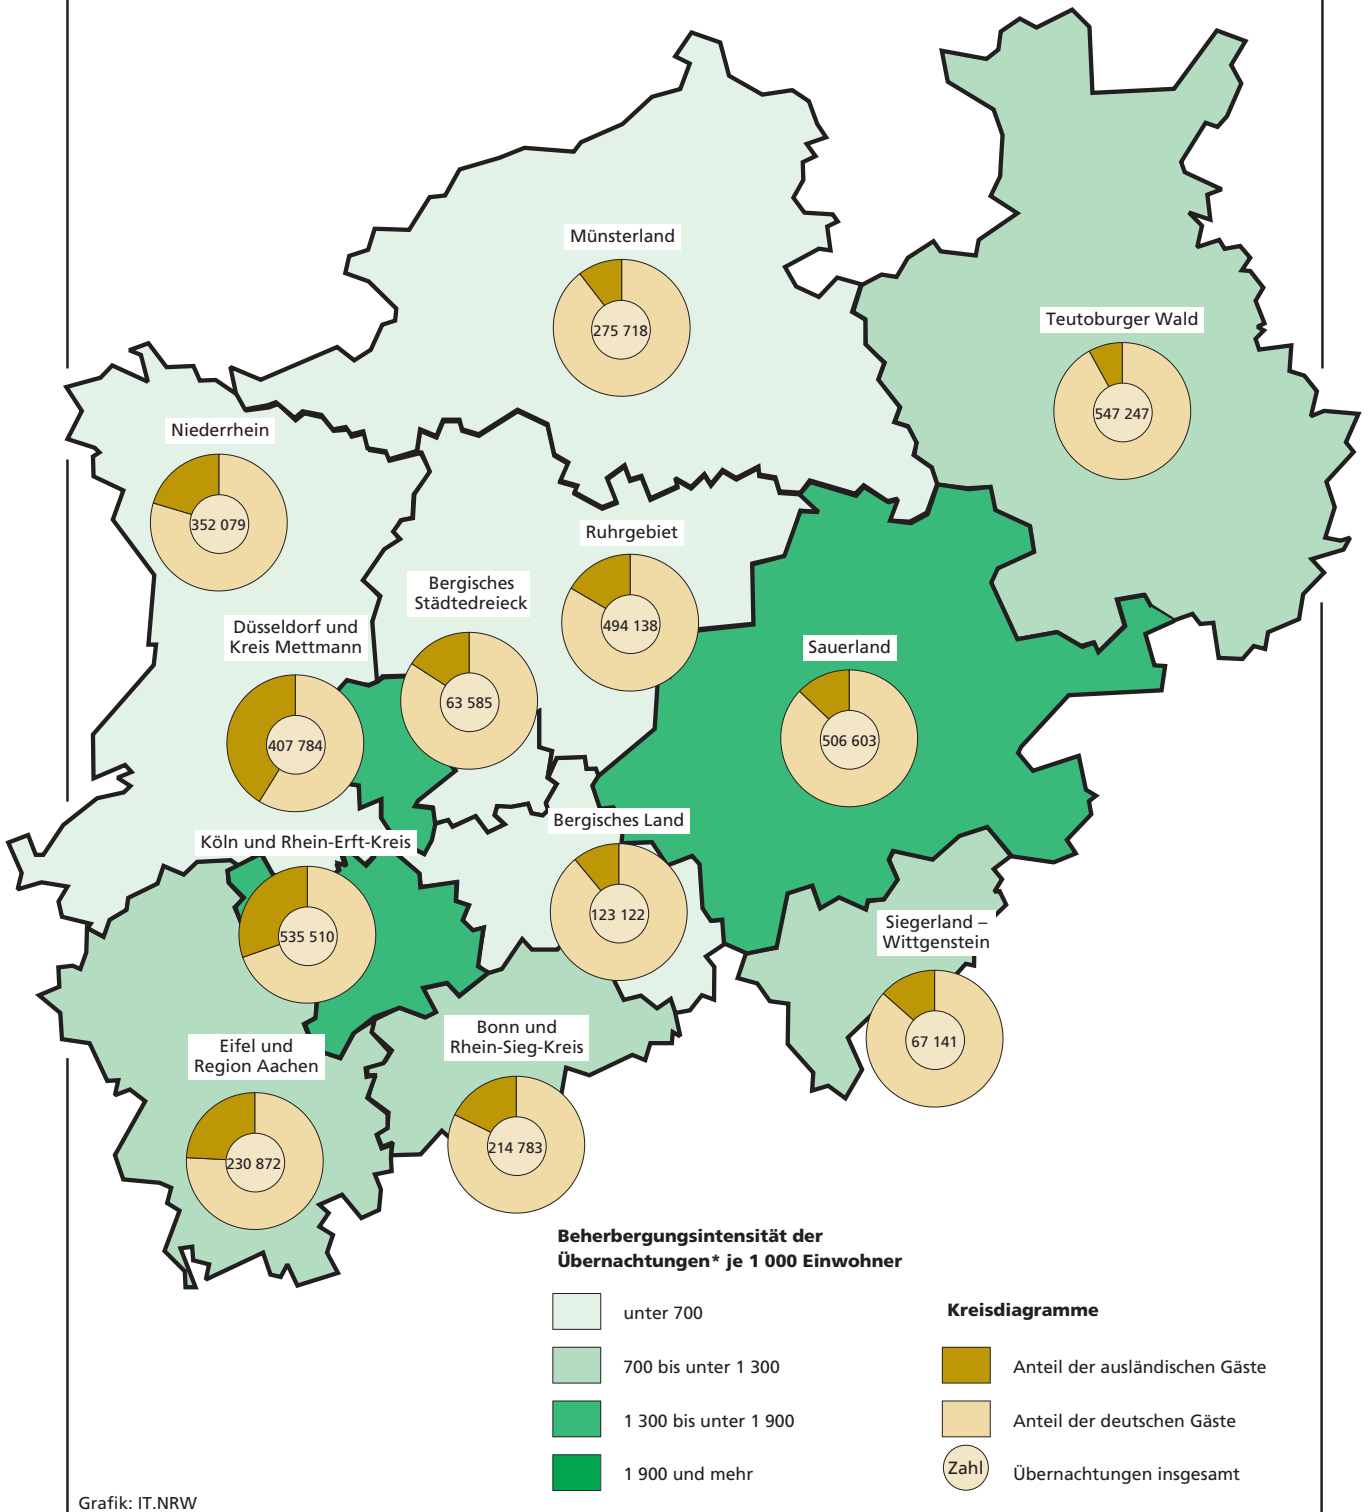 Münsterland
275 718
Teutoburger Wald
547 247
Niederrhein
352 079
Ruhrgebiet
494 138
Bergisches
Städtedreieck
63 585
Düsseldorf und
Kreis Mettmann
407 784
Sauerland
506 603
Köln und Rhein-Erft-Kreis
535 510
Bergisches Land
123 122
Siegerland –
Wittgenstein
67 141
Bonn und
Rhein-Sieg-Kreis
214 783
Eifel und
Region Aachen
230 872
Beherbergungsintensität der
Übernachtungen* je 1 000 Einwohner
unter 700
700 bis unter 1 300
1 300 bis unter 1 900
1 900 und mehr
Kreisdiagramme
Anteil der ausländischen Gäste
Anteil der deutschen Gäste
Zahl
Übernachtungen insgesamt
Grafik: IT.NRW